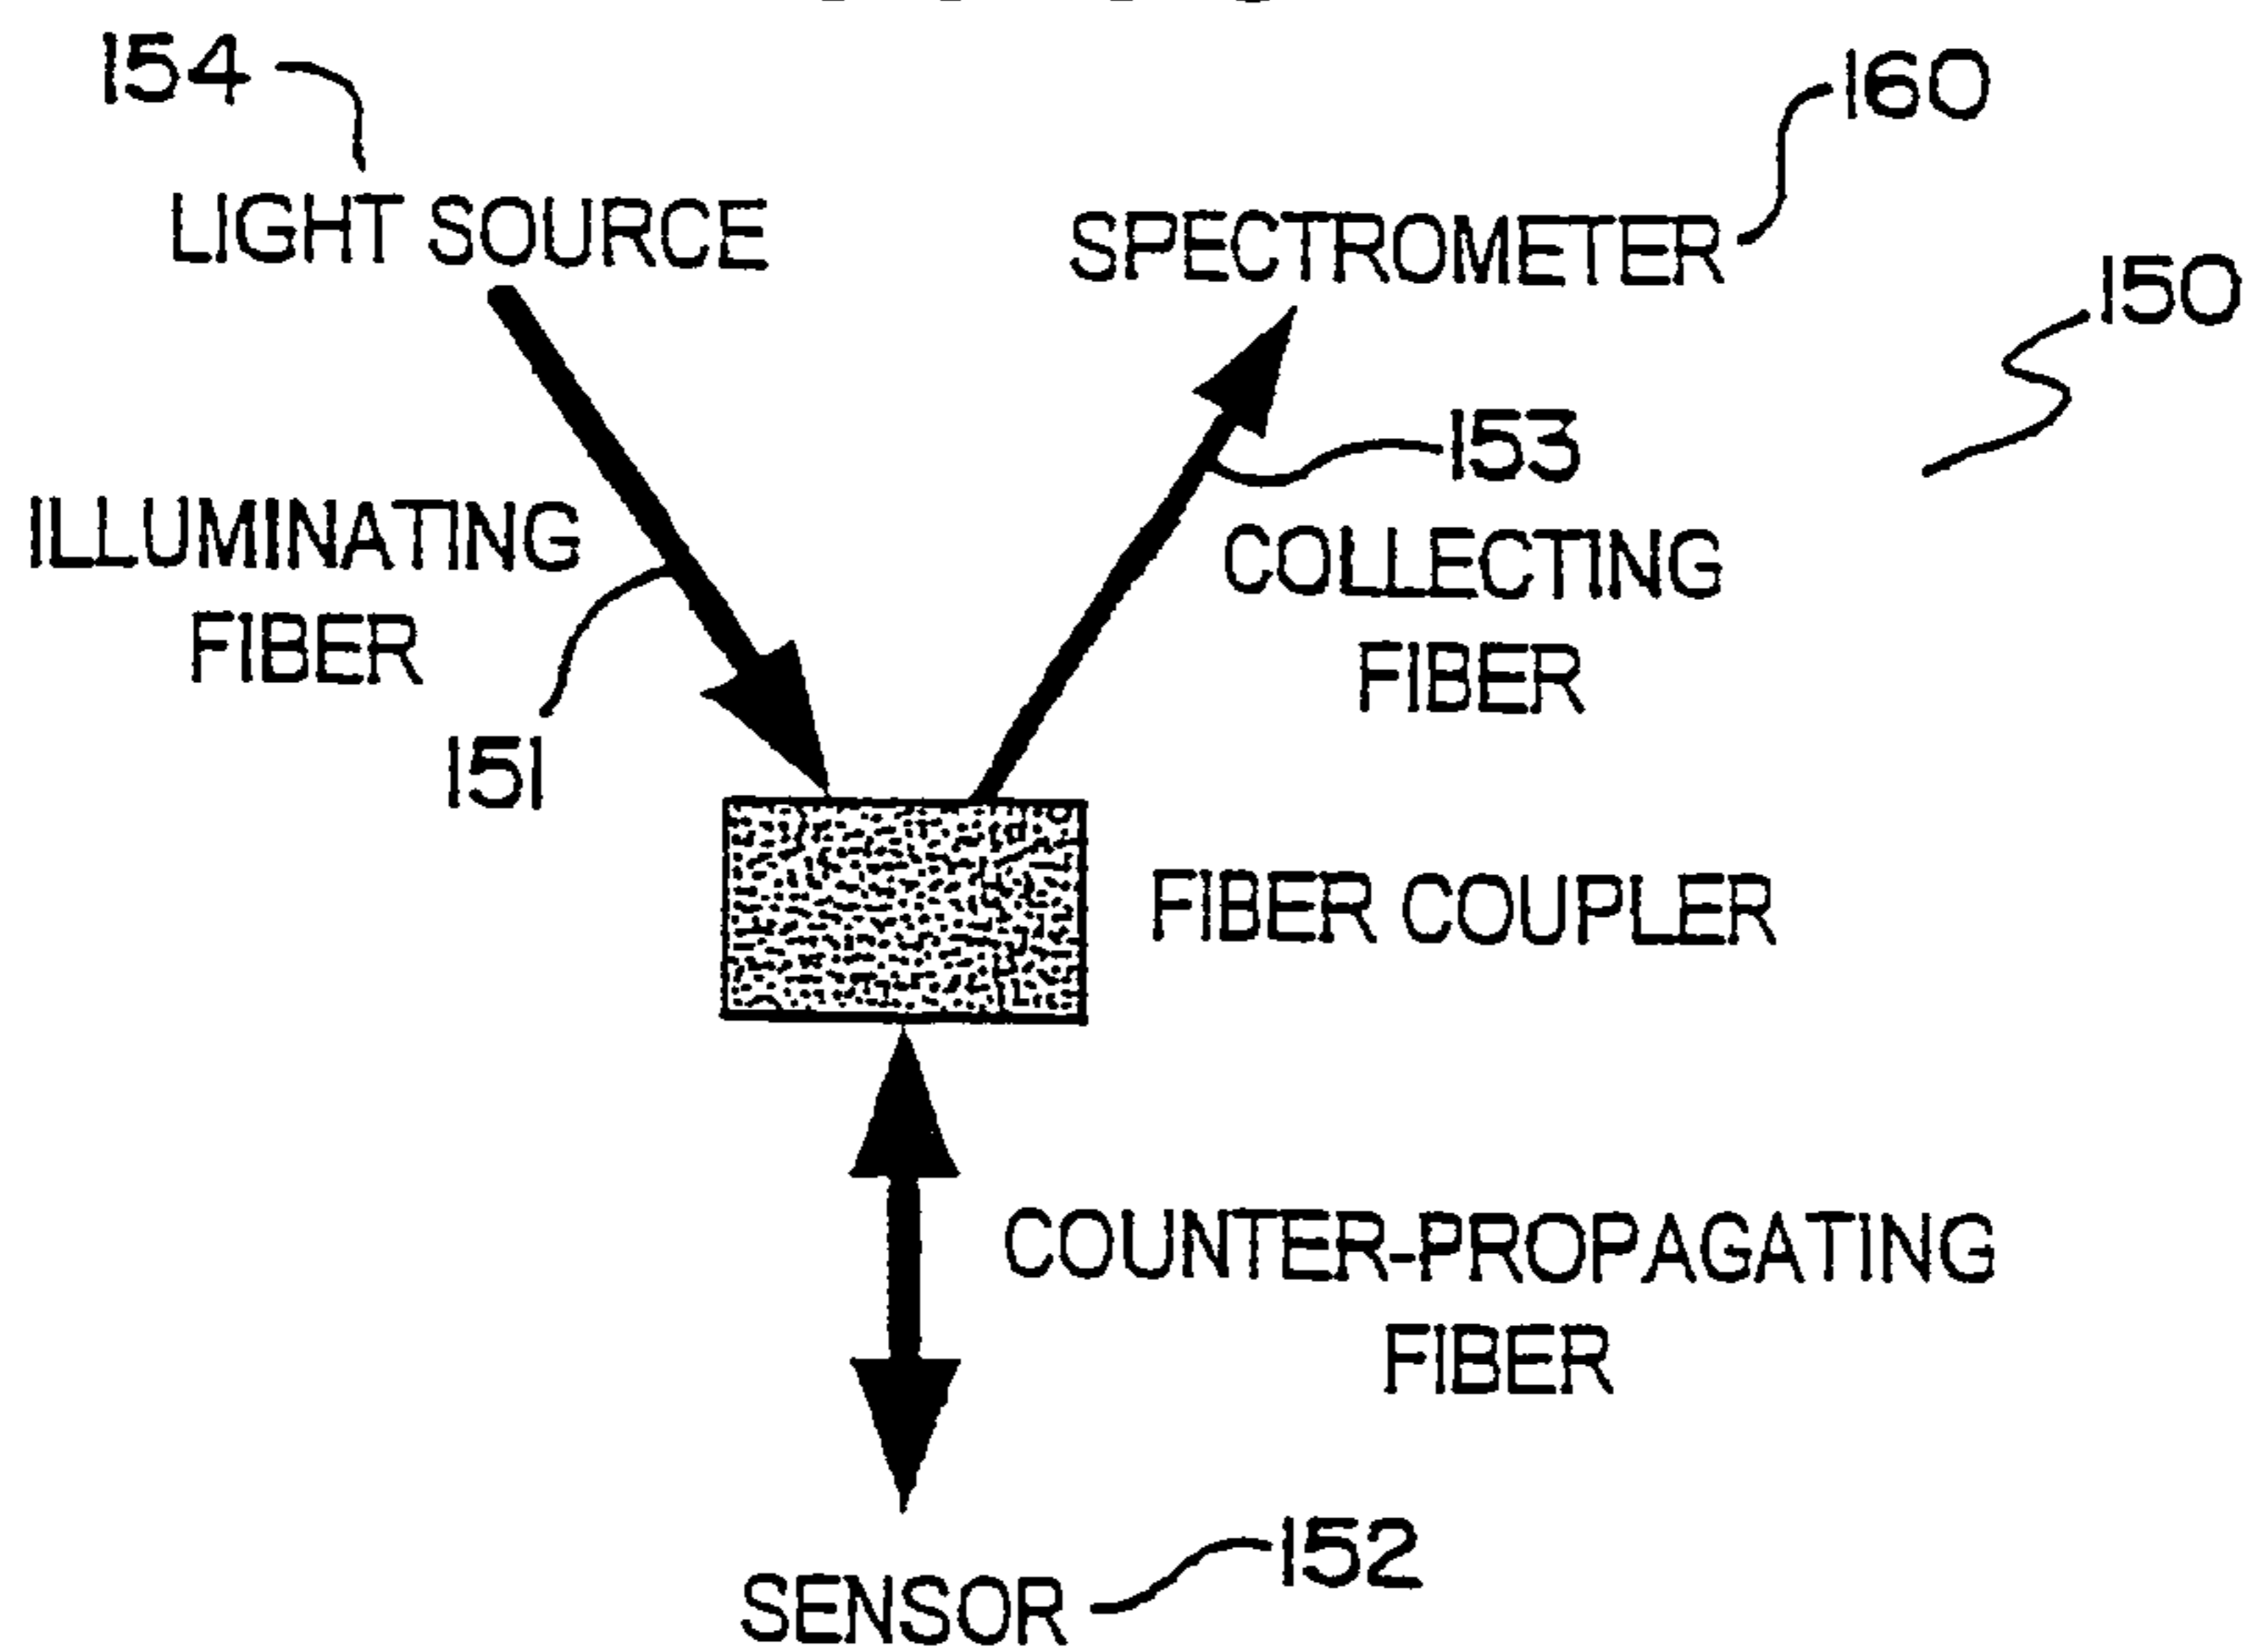 154
160
LIGHT SOURCE
SPECTROMETER
150
153
ILLUMINATING
FIBER
COLLECTING
FIBER
151
FIBER COUPLER
COUNTER-PROPAGATING
FIBER
152
SENSOR